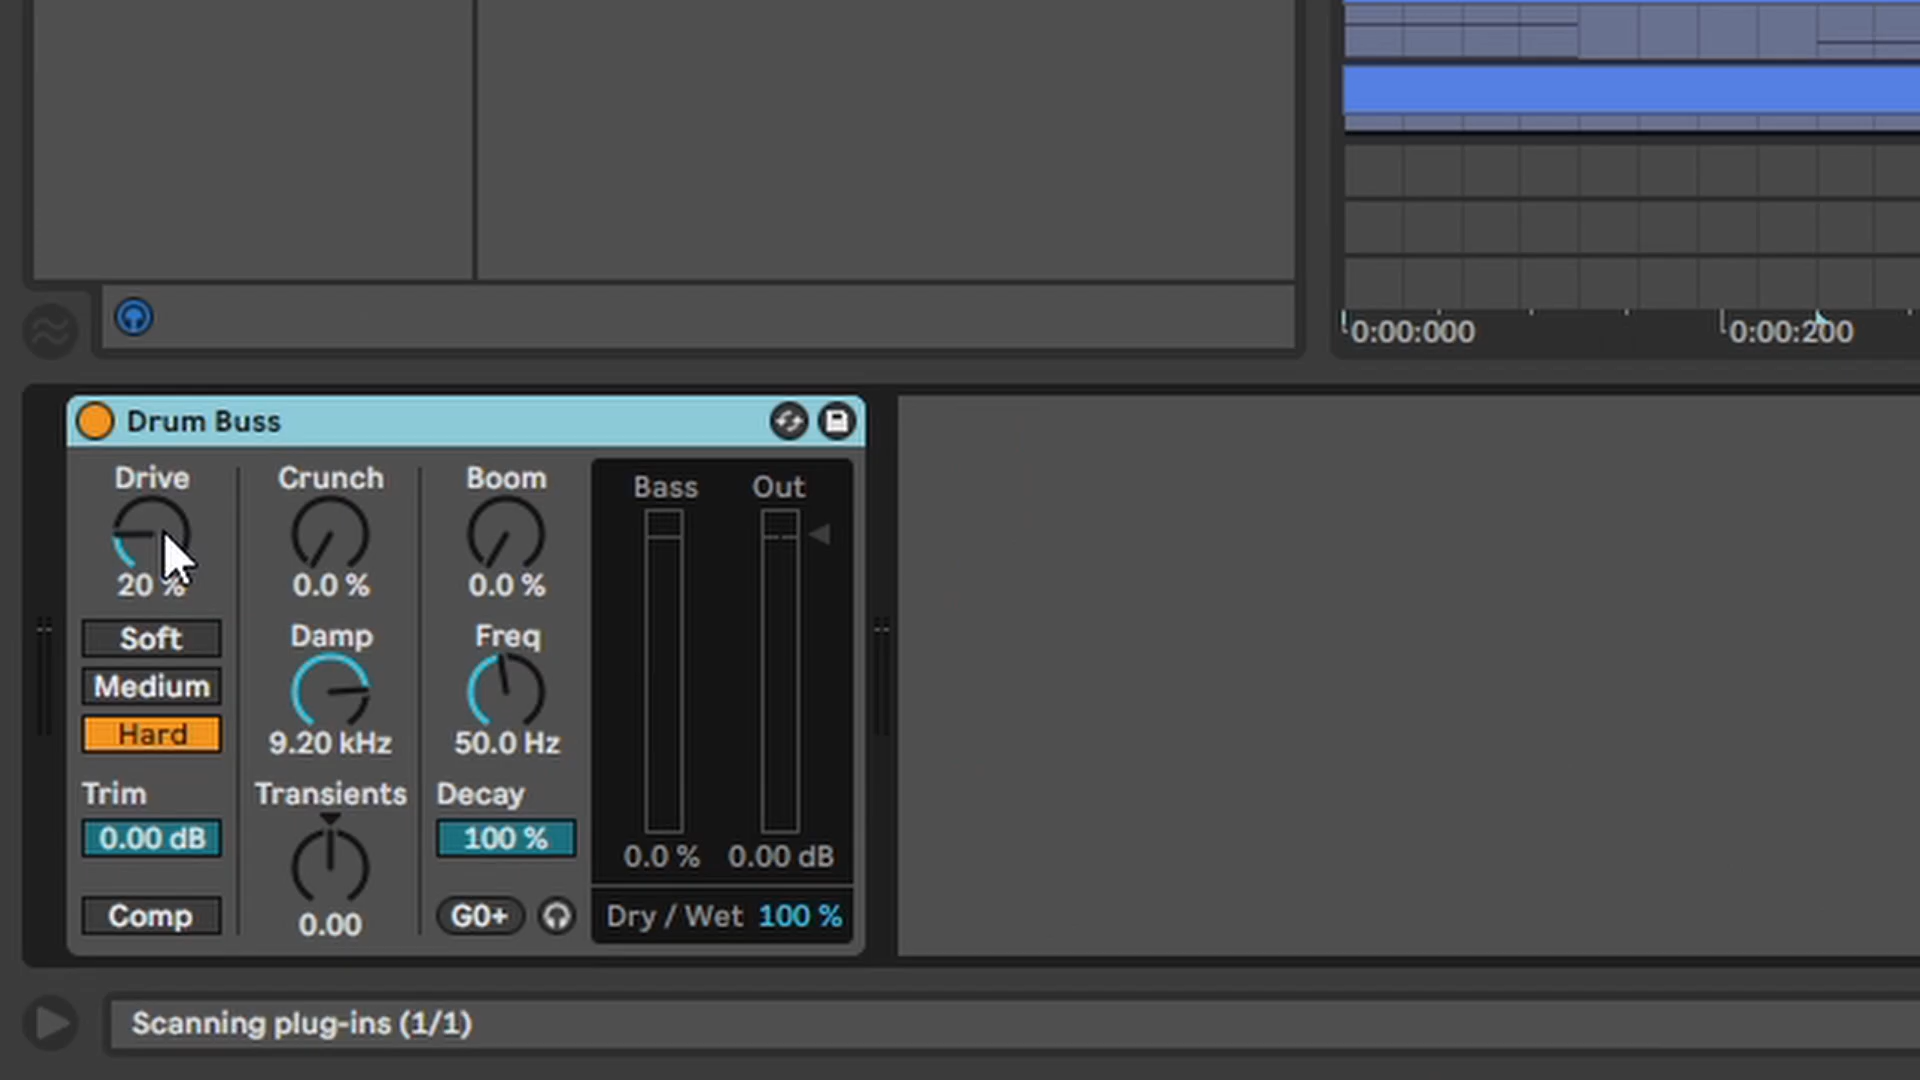 0:00:000
0:00:200
Drum Buss
Drive
20 %
Soft
Medium
Hard
Trim
0.00 dB
Comp
Crunch
0.0 %
Damp
9.20 kHz
Transients
0.00
Boom
0.0 %
Freq
50.0 Hz
Decay
100 %
G0+
Bass
Out
0.0 %
0.00 dB
Dry / Wet 100 %
Scanning plug-ins (1/1)